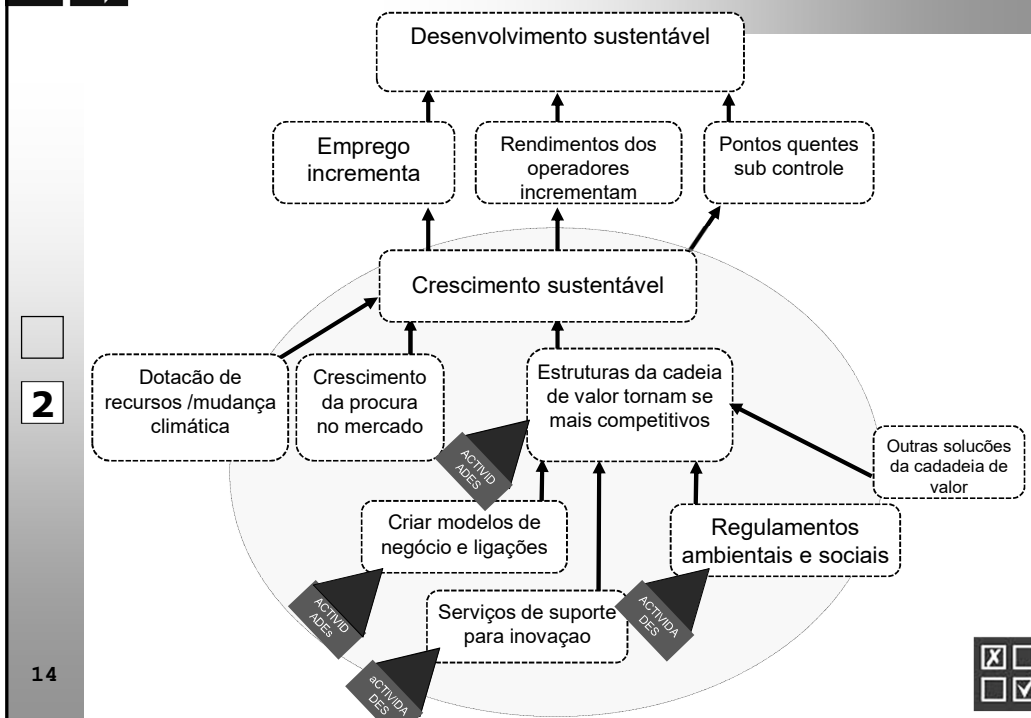 Desenvolvimento sustentável
Emprego
incrementa
Rendimentos dos
operadores
incrementam
Pontos quentes
sub controle
Crescimento sustentável
Dotacão de
recursos /mudança
climática
Crescimento
da procura
no mercado
Estruturas da cadeia
de valor tornam se
mais competitivos
2
Outras solucões
da cadadeia de
valor
ACTIVID
ADES
Criar modelos de
negócio e ligações
Regulamentos
ambientais e sociais
ACTIVID
ADEs
Serviços de suporte
para inovaçao
ACTIVIDA
DES
aCTIVIDA
DES
14